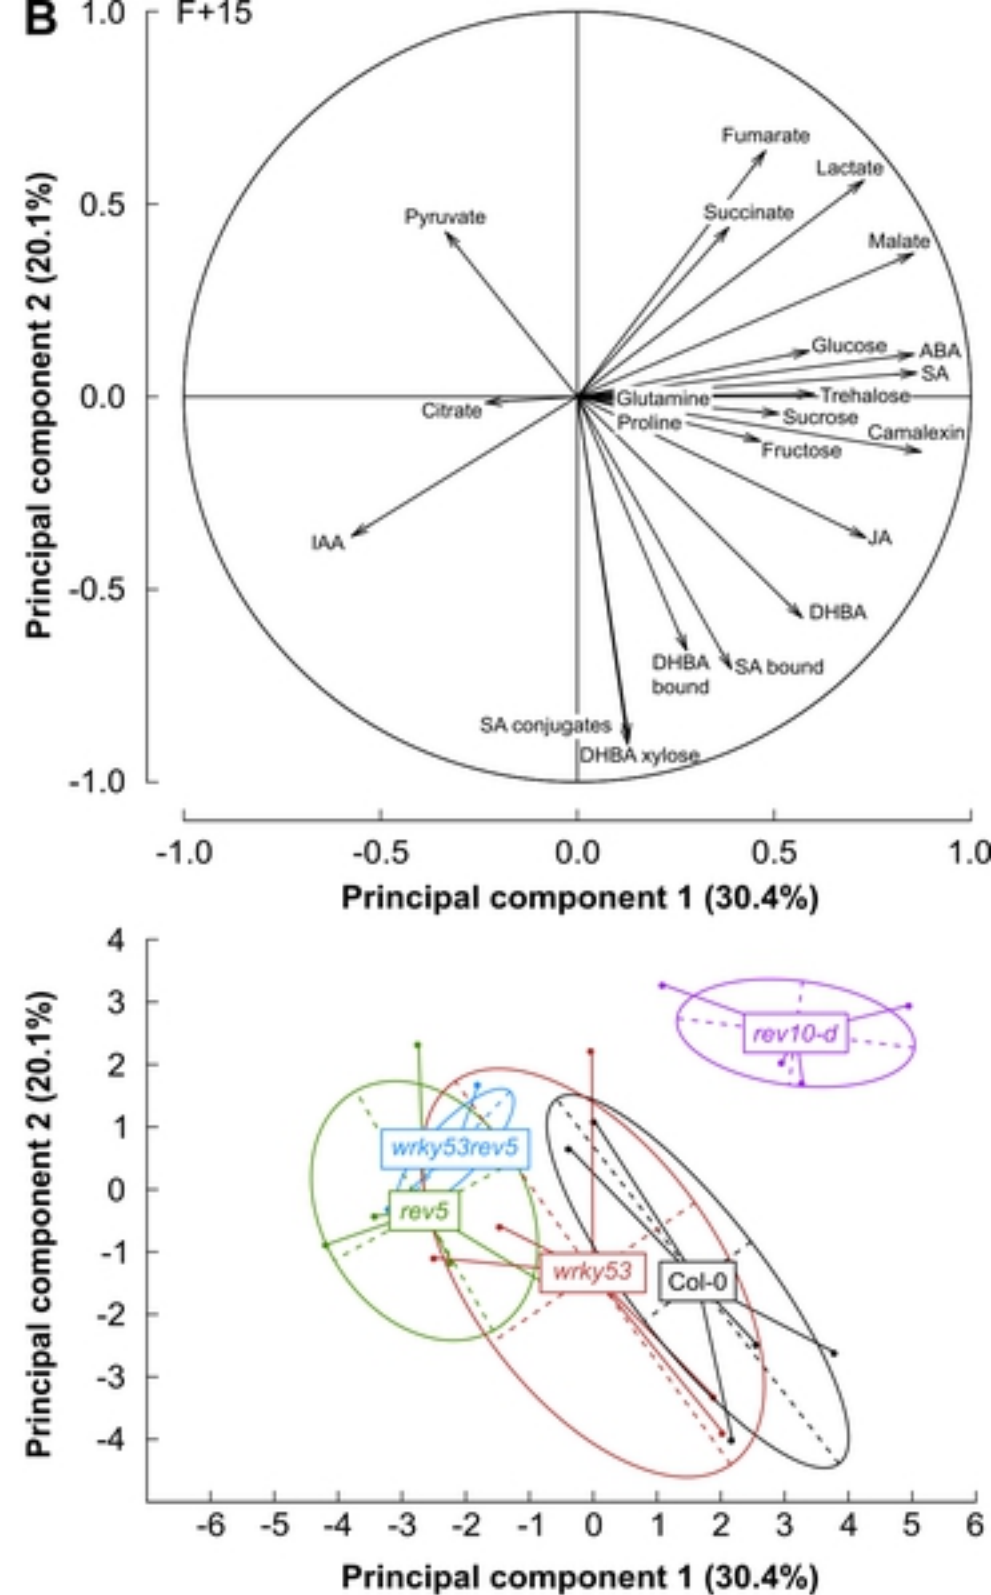 B
F+15
1.0
0.5
0.0
-0.5
-1.0
Principal component 2 (20.1%)
Fumarate
Lactate
Succinate
Pyruvate
Malate
Glucose
ABA
SA
Glutamine
Trehalose
Citrate
Proline
Sucrose
Camalexin
Fructose
IAA
JA
DHBA
DHBA
bound
SA bound
SA conjugates
DHBA xylose
-1.0
-0.5
0.0
0.5
1.0
Principal component 1 (30.4%)
4
3
2
1
0
-1
-2
-3
-4
Principal component 2 (20.1%)
rev10-d
wrky53rev5
rev5
wrky53
Col-0
-6
-5
-4
-3
-2
-1
0
1
2
3
4
5
6
Principal component 1 (30.4%)